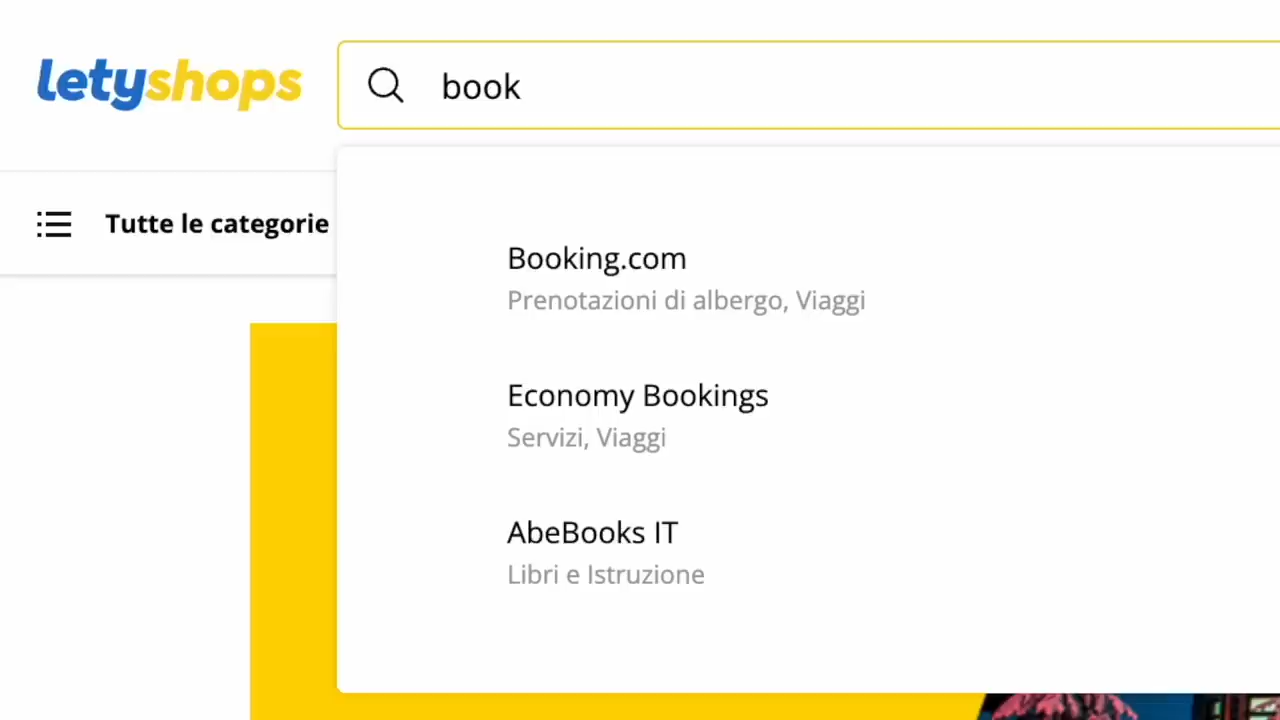 letyshops
book
Tutte le categorie
Booking.com
Prenotazioni di albergo, Viaggi
Economy Bookings
Servizi, Viaggi
AbeBooks IT
Libri e Istruzione